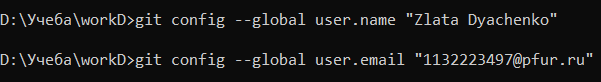 D:\Учеба\workD>git config --global user.name "Zlata Dyachenko"
D:\Учеба\workD>git config --global user.email "1132223497@pfur.ru"